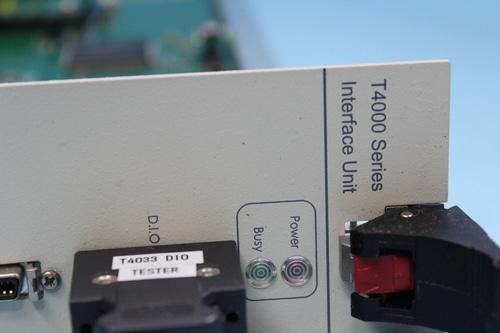 T4000 Series
Interface Unit
Power
Busy
D.I.O
T4033 DIO
TESTER